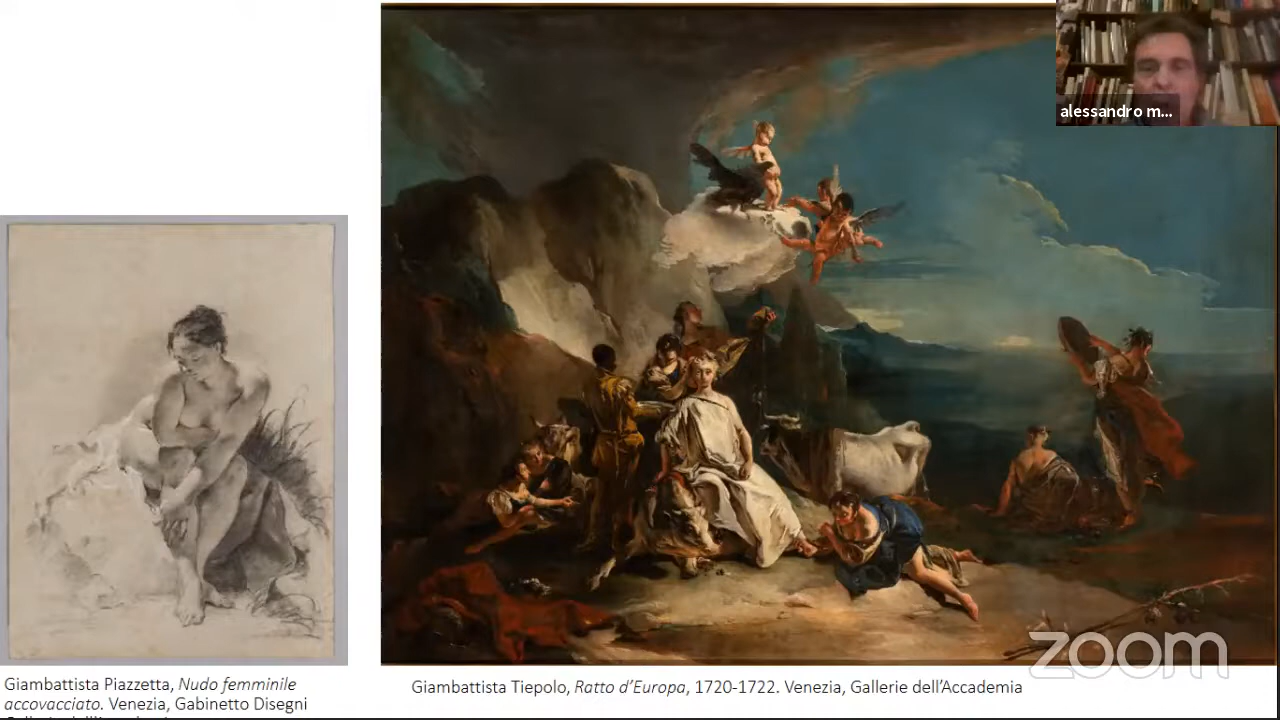 alessandro m...
zoom
Giambattista Piazzetta, Nudo femminile
accovacciato. Venezia, Gabinetto Disegni
Giambattista Tiepolo, Ratto d'Europa, 1720-1722. Venezia, Gallerie dell'Accademia